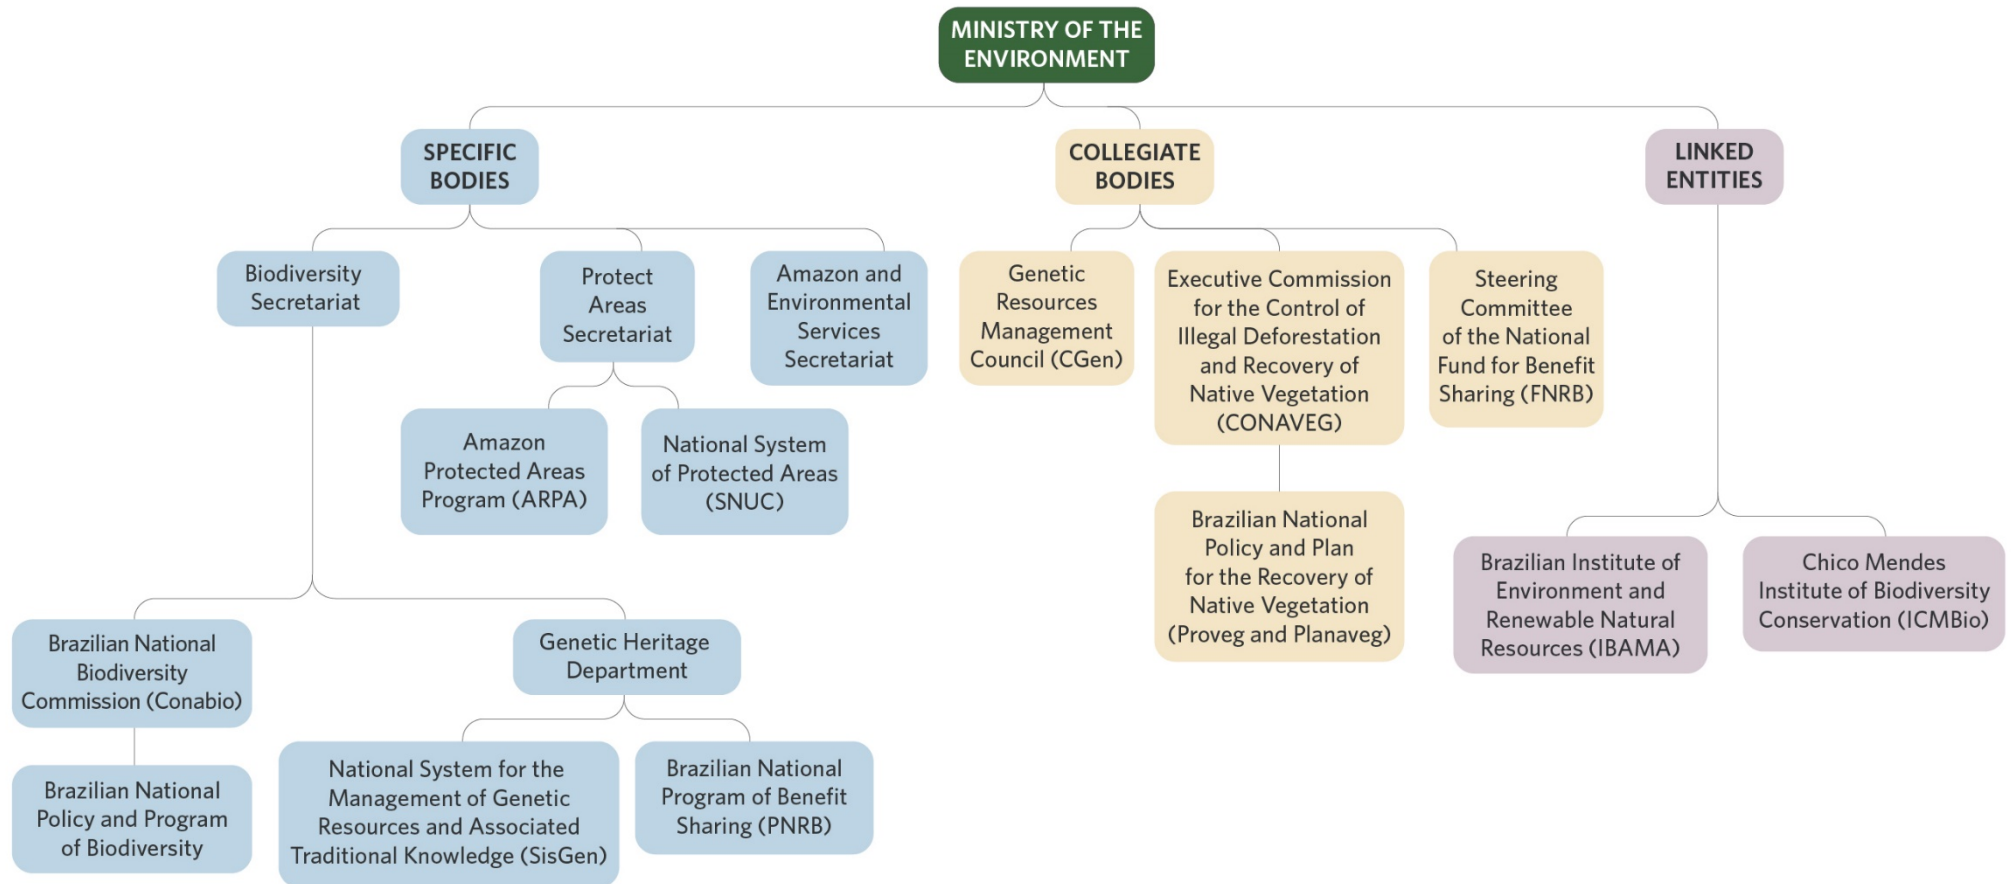 MINISTRY OF THE
ENVIRONMENT
SPECIFIC
BODIES
COLLEGIATE
BODIES
LINKED
ENTITIES
Biodiversity
Secretariat
Protect
Areas
Secretariat
Amazon and
Environmental
Services
Secretariat
Genetic
Resources
Management
Council (CGen)
Executive Commission
for the Control of
Illegal Deforestation
and Recovery of
Native Vegetation
(CONAVEG)
Steering
Committee
of the National
Fund for Benefit
Sharing (FNRB)
Amazon
Protected Areas
Program (ARPA)
National System
of Protected Areas
(SNUC)
Brazilian National
Policy and Plan
for the Recovery of
Native Vegetation
(Proveg and Planaveg)
Brazilian Institute of
Environment and
Renewable Natural
Resources (IBAMA)
Chico Mendes
Institute of Biodiversity
Conservation (ICMBio)
Brazilian National
Biodiversity
Commission (Conabio)
Genetic Heritage
Department
Brazilian National
Policy and Program
of Biodiversity
National System for the
Management of Genetic
Resources and Associated
Traditional Knowledge (SisGen)
Brazilian National
Program of Benefit
Sharing (PNRB)